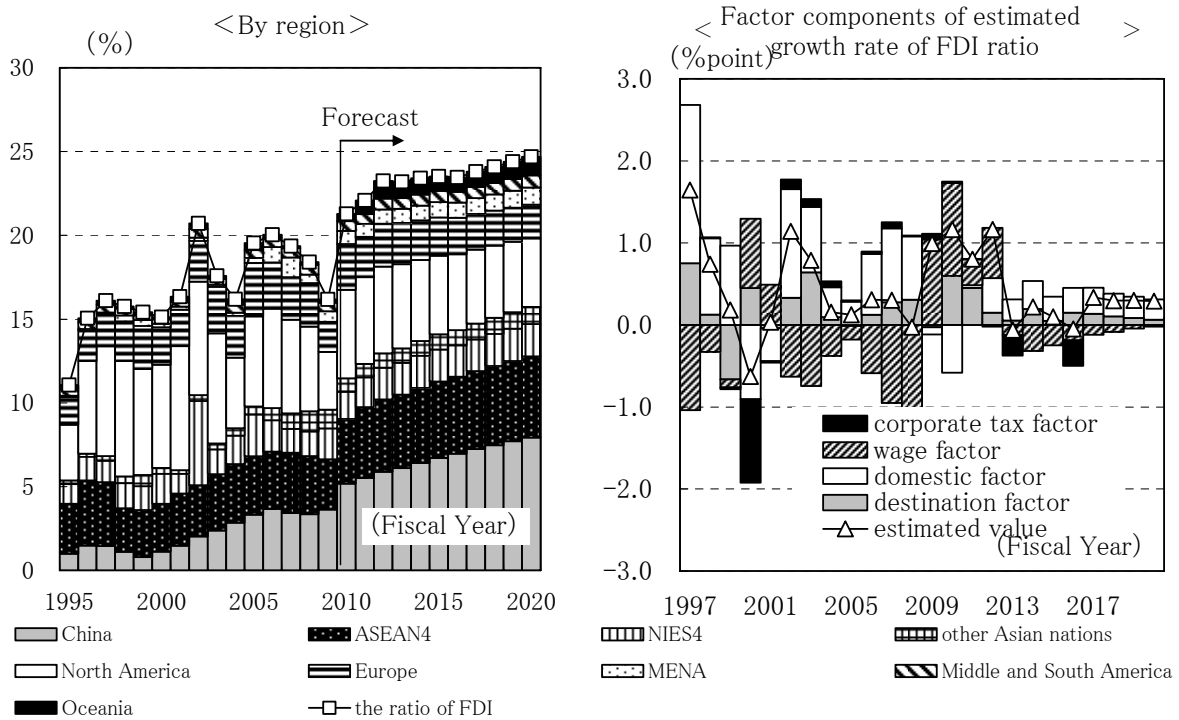 ＜By region＞
(％)
30
25
20
15
10
5
0
Forecast
(Fiscal Year)
1995 2000 2005 2010 2015 2020
＜ Factor components of estimated ＞
growth rate of FDI ratio
(％point)
3.0
2.0
1.0
0.0
-1.0
-2.0
-3.0
corporate tax factor
wage factor
domestic factor
destination factor
estimated value
(Fiscal Year)
1997 2001 2005 2009 2013 2017
China ASEAN4 NIES4 other Asian nations
North America Europe MENA Middle and South America
Oceania the ratio of FDI